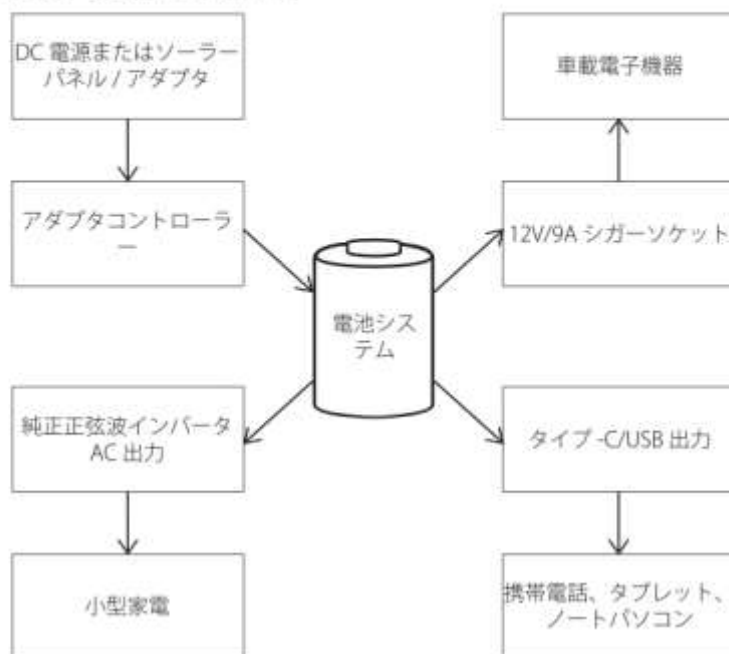 DC 電源またはソーラー
パネル / アダプタ
車載電子機器
アダプタコントローラ
ー
12V/9A シガーソケット
電池シス
テム
純正正弦波インバータ
AC 出力
タイプ -C/USB 出力
小型家電
携帯電話、タブレット、
ノートパソコン